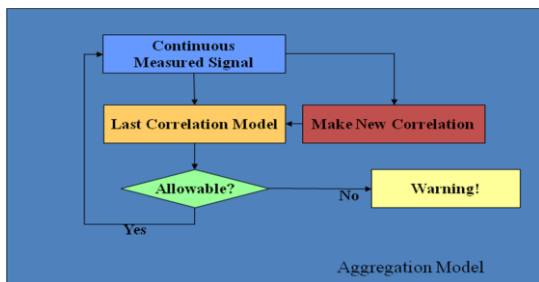 Continuous
Measured Signal
Last Correlation Model
Make New Correlation
Allowable?
No
Warning!
Yes
Aggregation Model